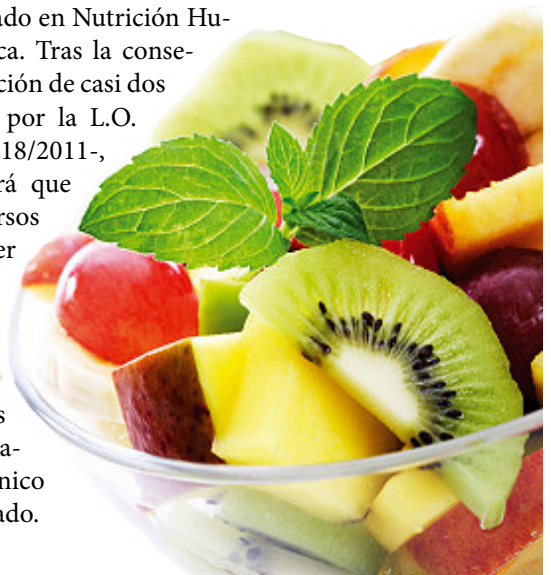 ado en Nutrición Hu-
ca. Tras la conse-
ción de casi dos
por la L.O.
18/2011-,
rá que
rsos
er
s
a-
nico
ado.